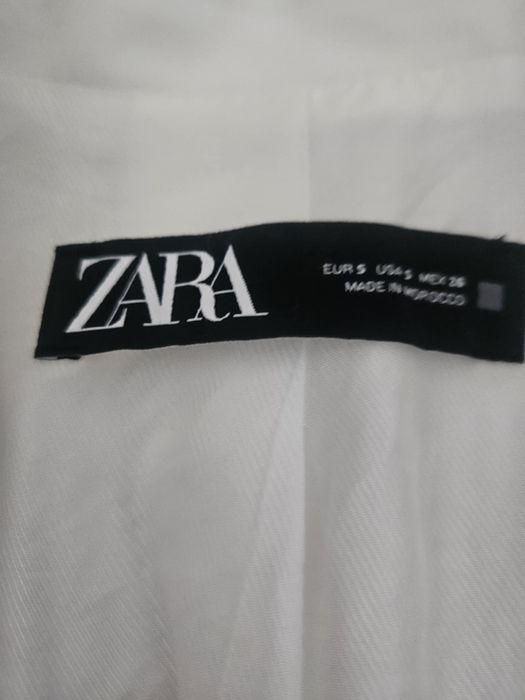 ZARA
EUR S USA S MEX 26
MADE IN MOROCCO